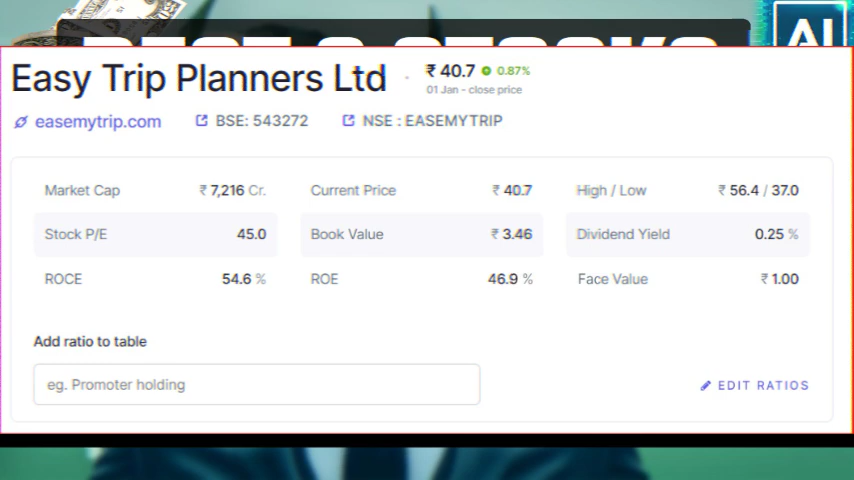 AI
Easy Trip Planners Ltd
₹ 40.7 0.87%
01 Jan - close price
easemytrip.com BSE: 543272 NSE : EASEMYTRIP
Market Cap ₹ 7,216 Cr. Current Price ₹ 40.7 High / Low ₹ 56.4 / 37.0
Stock P/E 45.0 Book Value ₹ 3.46 Dividend Yield 0.25 %
ROCE 54.6 % ROE 46.9 % Face Value ₹ 1.00
Add ratio to table
eg. Promoter holding EDIT RATIOS